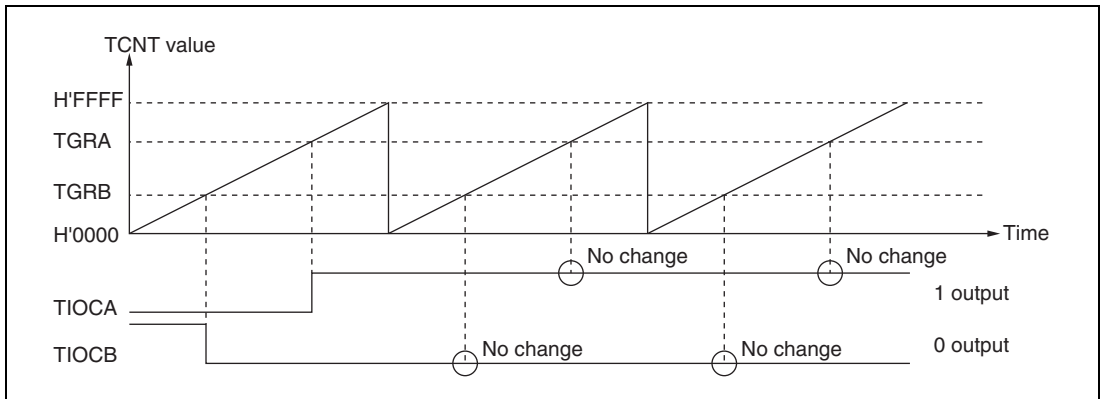 TCNT value
H'FFFF
TGRA
TGRB
H'0000
Time
No change
No change
1 output
TIOCA
No change
No change
0 output
TIOCB